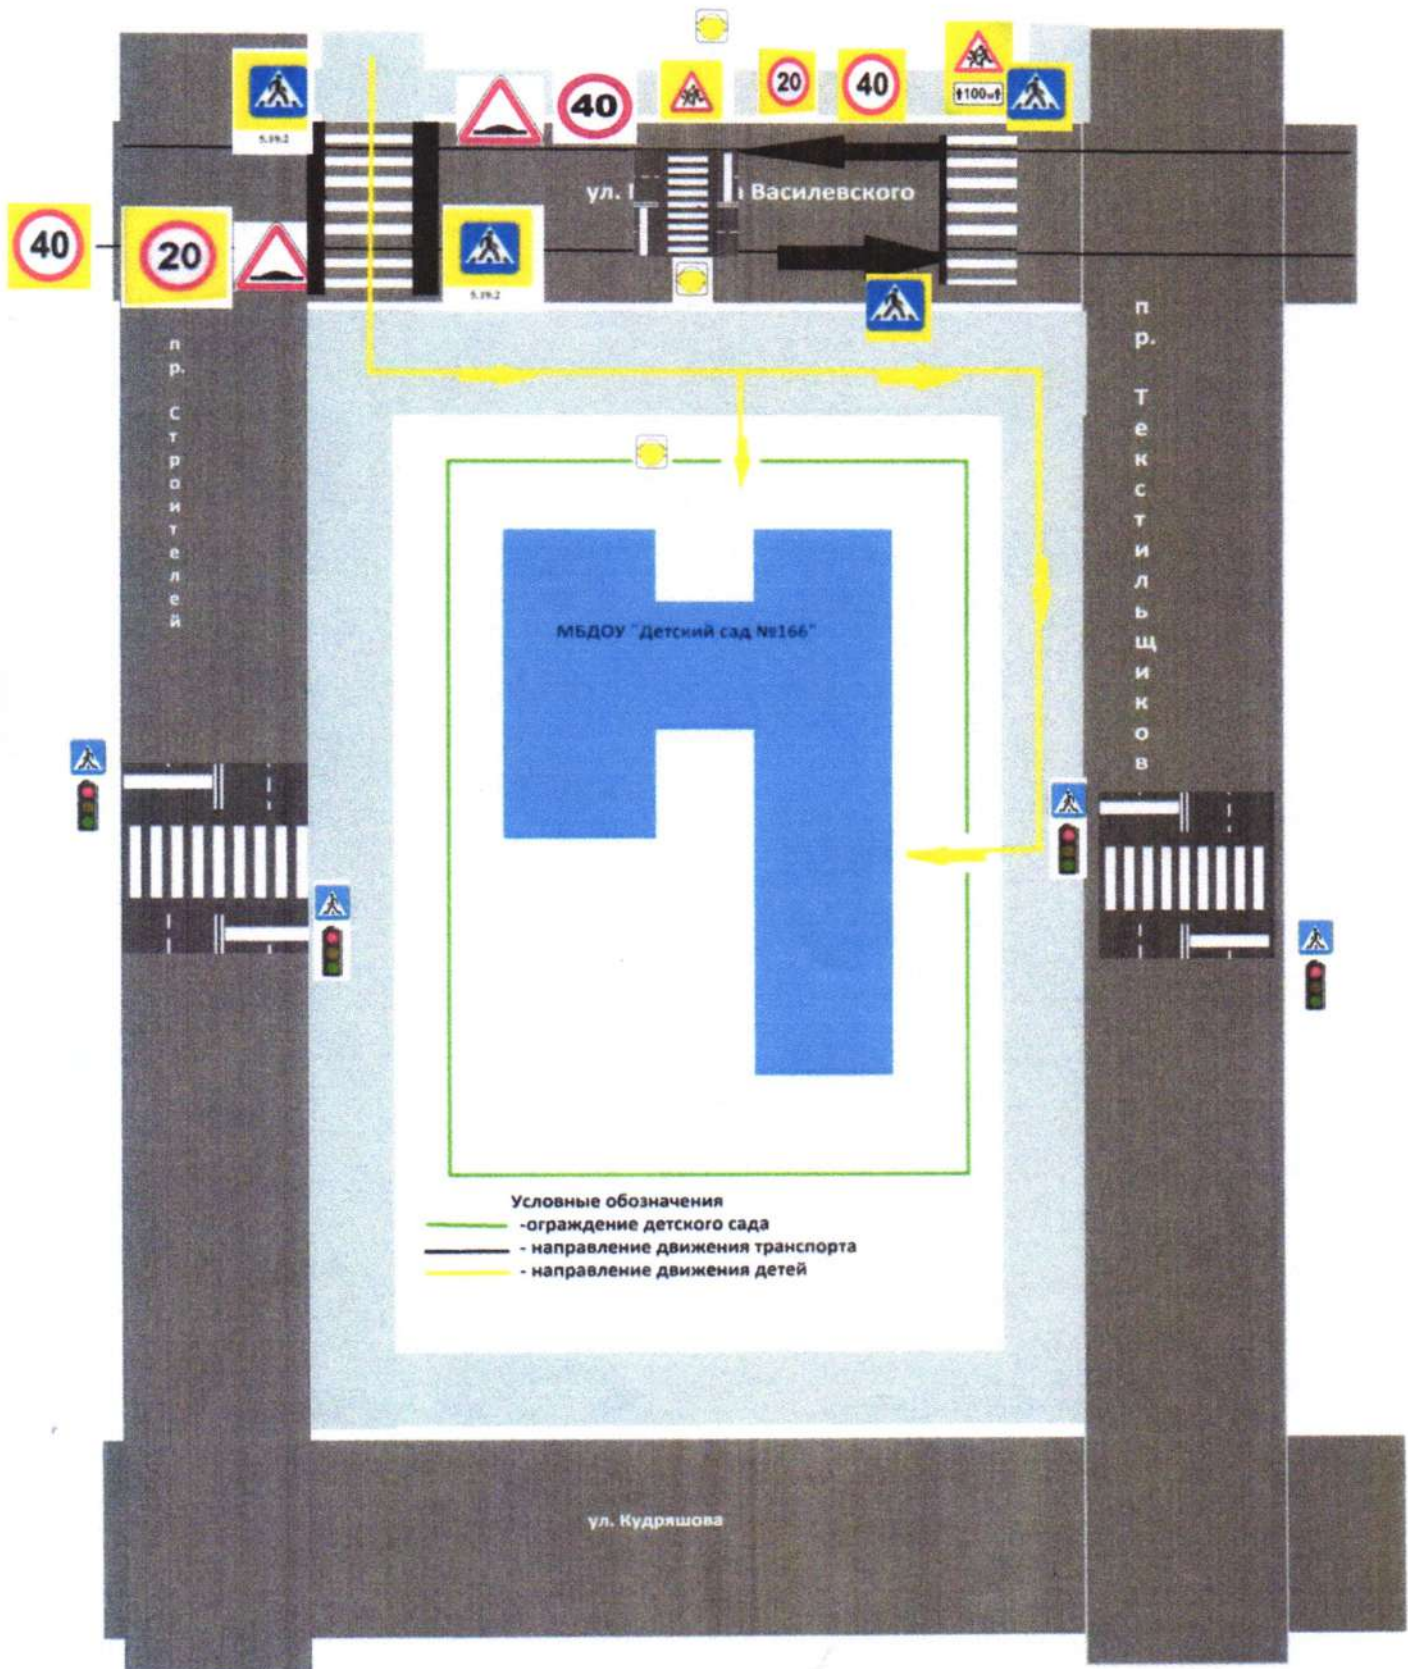 20
40
↑100м↑
40
5.19.2
ул. Василевского
40
20
5.19.2
пр. Строителей
пр. Текстильщиков
МБДОУ "Детский сад №166"
Условные обозначения
-ограждение детского сада
- направление движения транспорта
- направление движения детей
ул. Кудряшова